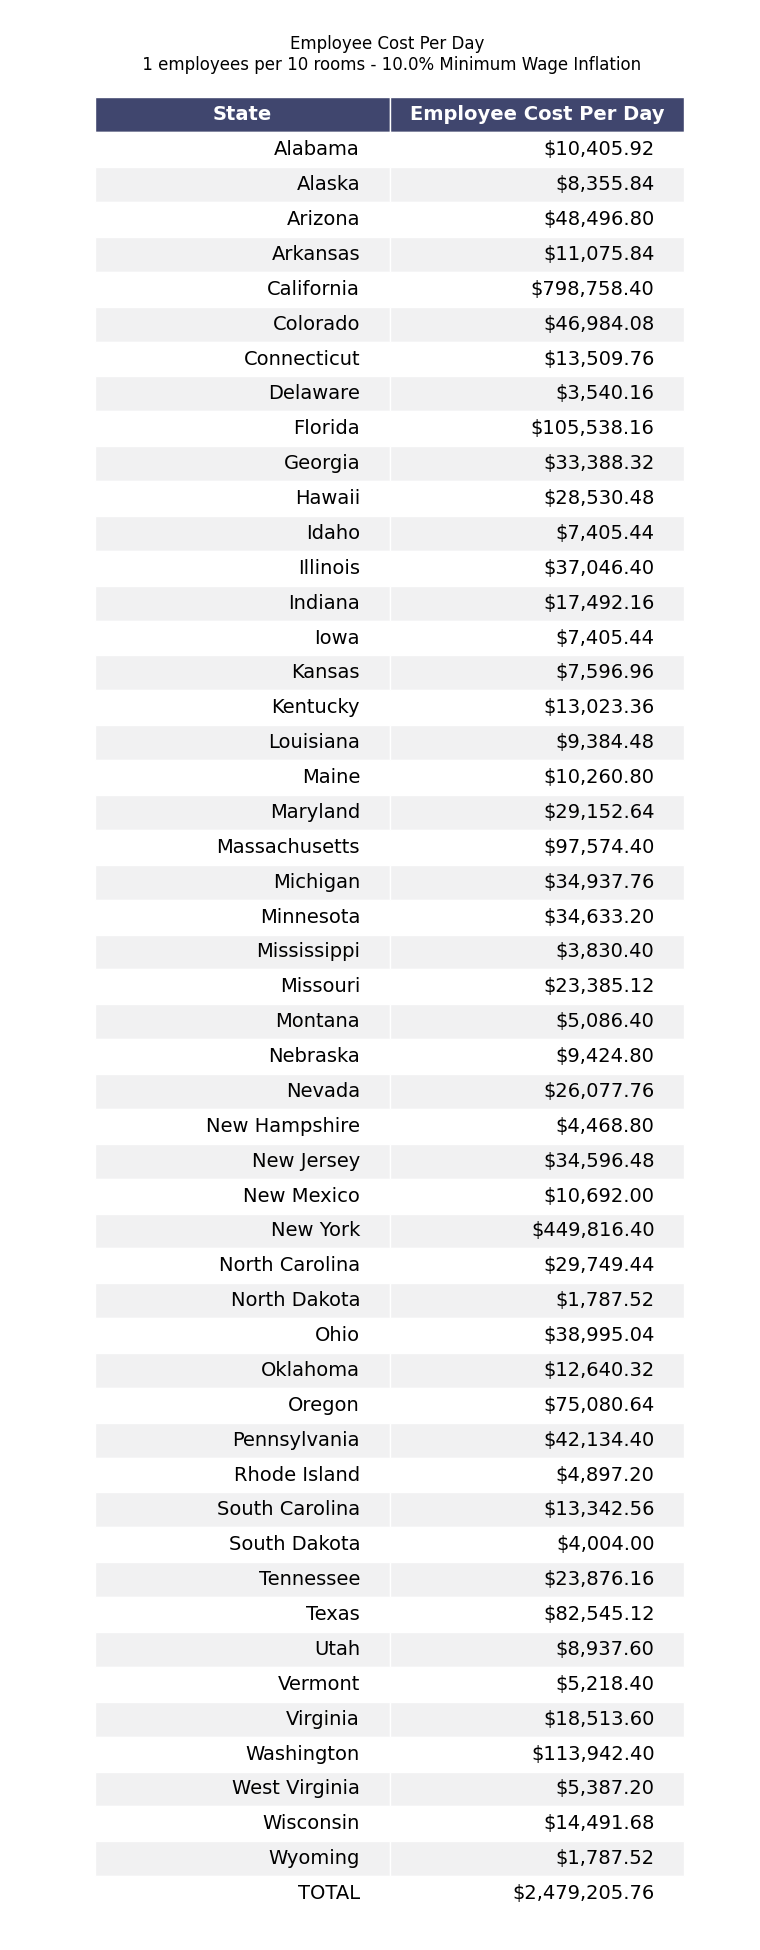 Employee Cost Per Day
1 employees per 10 rooms - 10.0% Minimum Wage Inflation
State Employee Cost Per Day
Alabama $10,405.92
Alaska $8,355.84
Arizona $48,496.80
Arkansas $11,075.84
California $798,758.40
Colorado $46,984.08
Connecticut $13,509.76
Delaware $3,540.16
Florida $105,538.16
Georgia $33,388.32
Hawaii $28,530.48
Idaho $7,405.44
Illinois $37,046.40
Indiana $17,492.16
Iowa $7,405.44
Kansas $7,596.96
Kentucky $13,023.36
Louisiana $9,384.48
Maine $10,260.80
Maryland $29,152.64
Massachusetts $97,574.40
Michigan $34,937.76
Minnesota $34,633.20
Mississippi $3,830.40
Missouri $23,385.12
Montana $5,086.40
Nebraska $9,424.80
Nevada $26,077.76
New Hampshire $4,468.80
New Jersey $34,596.48
New Mexico $10,692.00
New York $449,816.40
North Carolina $29,749.44
North Dakota $1,787.52
Ohio $38,995.04
Oklahoma $12,640.32
Oregon $75,080.64
Pennsylvania $42,134.40
Rhode Island $4,897.20
South Carolina $13,342.56
South Dakota $4,004.00
Tennessee $23,876.16
Texas $82,545.12
Utah $8,937.60
Vermont $5,218.40
Virginia $18,513.60
Washington $113,942.40
West Virginia $5,387.20
Wisconsin $14,491.68
Wyoming $1,787.52
TOTAL $2,479,205.76